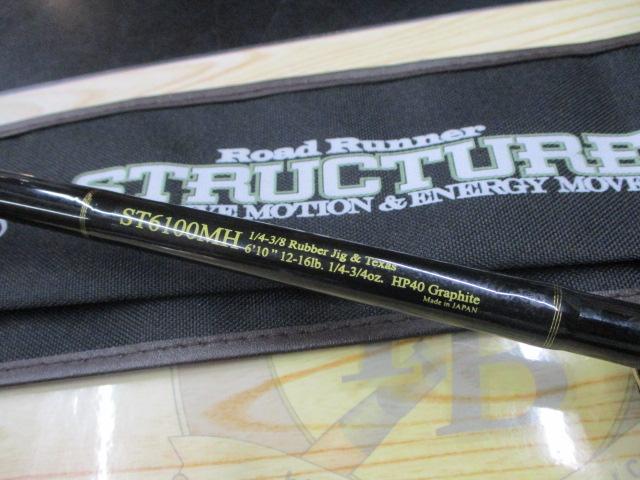 Road Runner
STRUCTURE
MOTION & ENERGY MOVE
ST6100MH 1/4-3/8 Rubber Jig & Texas
6'10" 12-16lb. 1/4-3/4oz. HP40 Graphite
Made in JAPAN
B